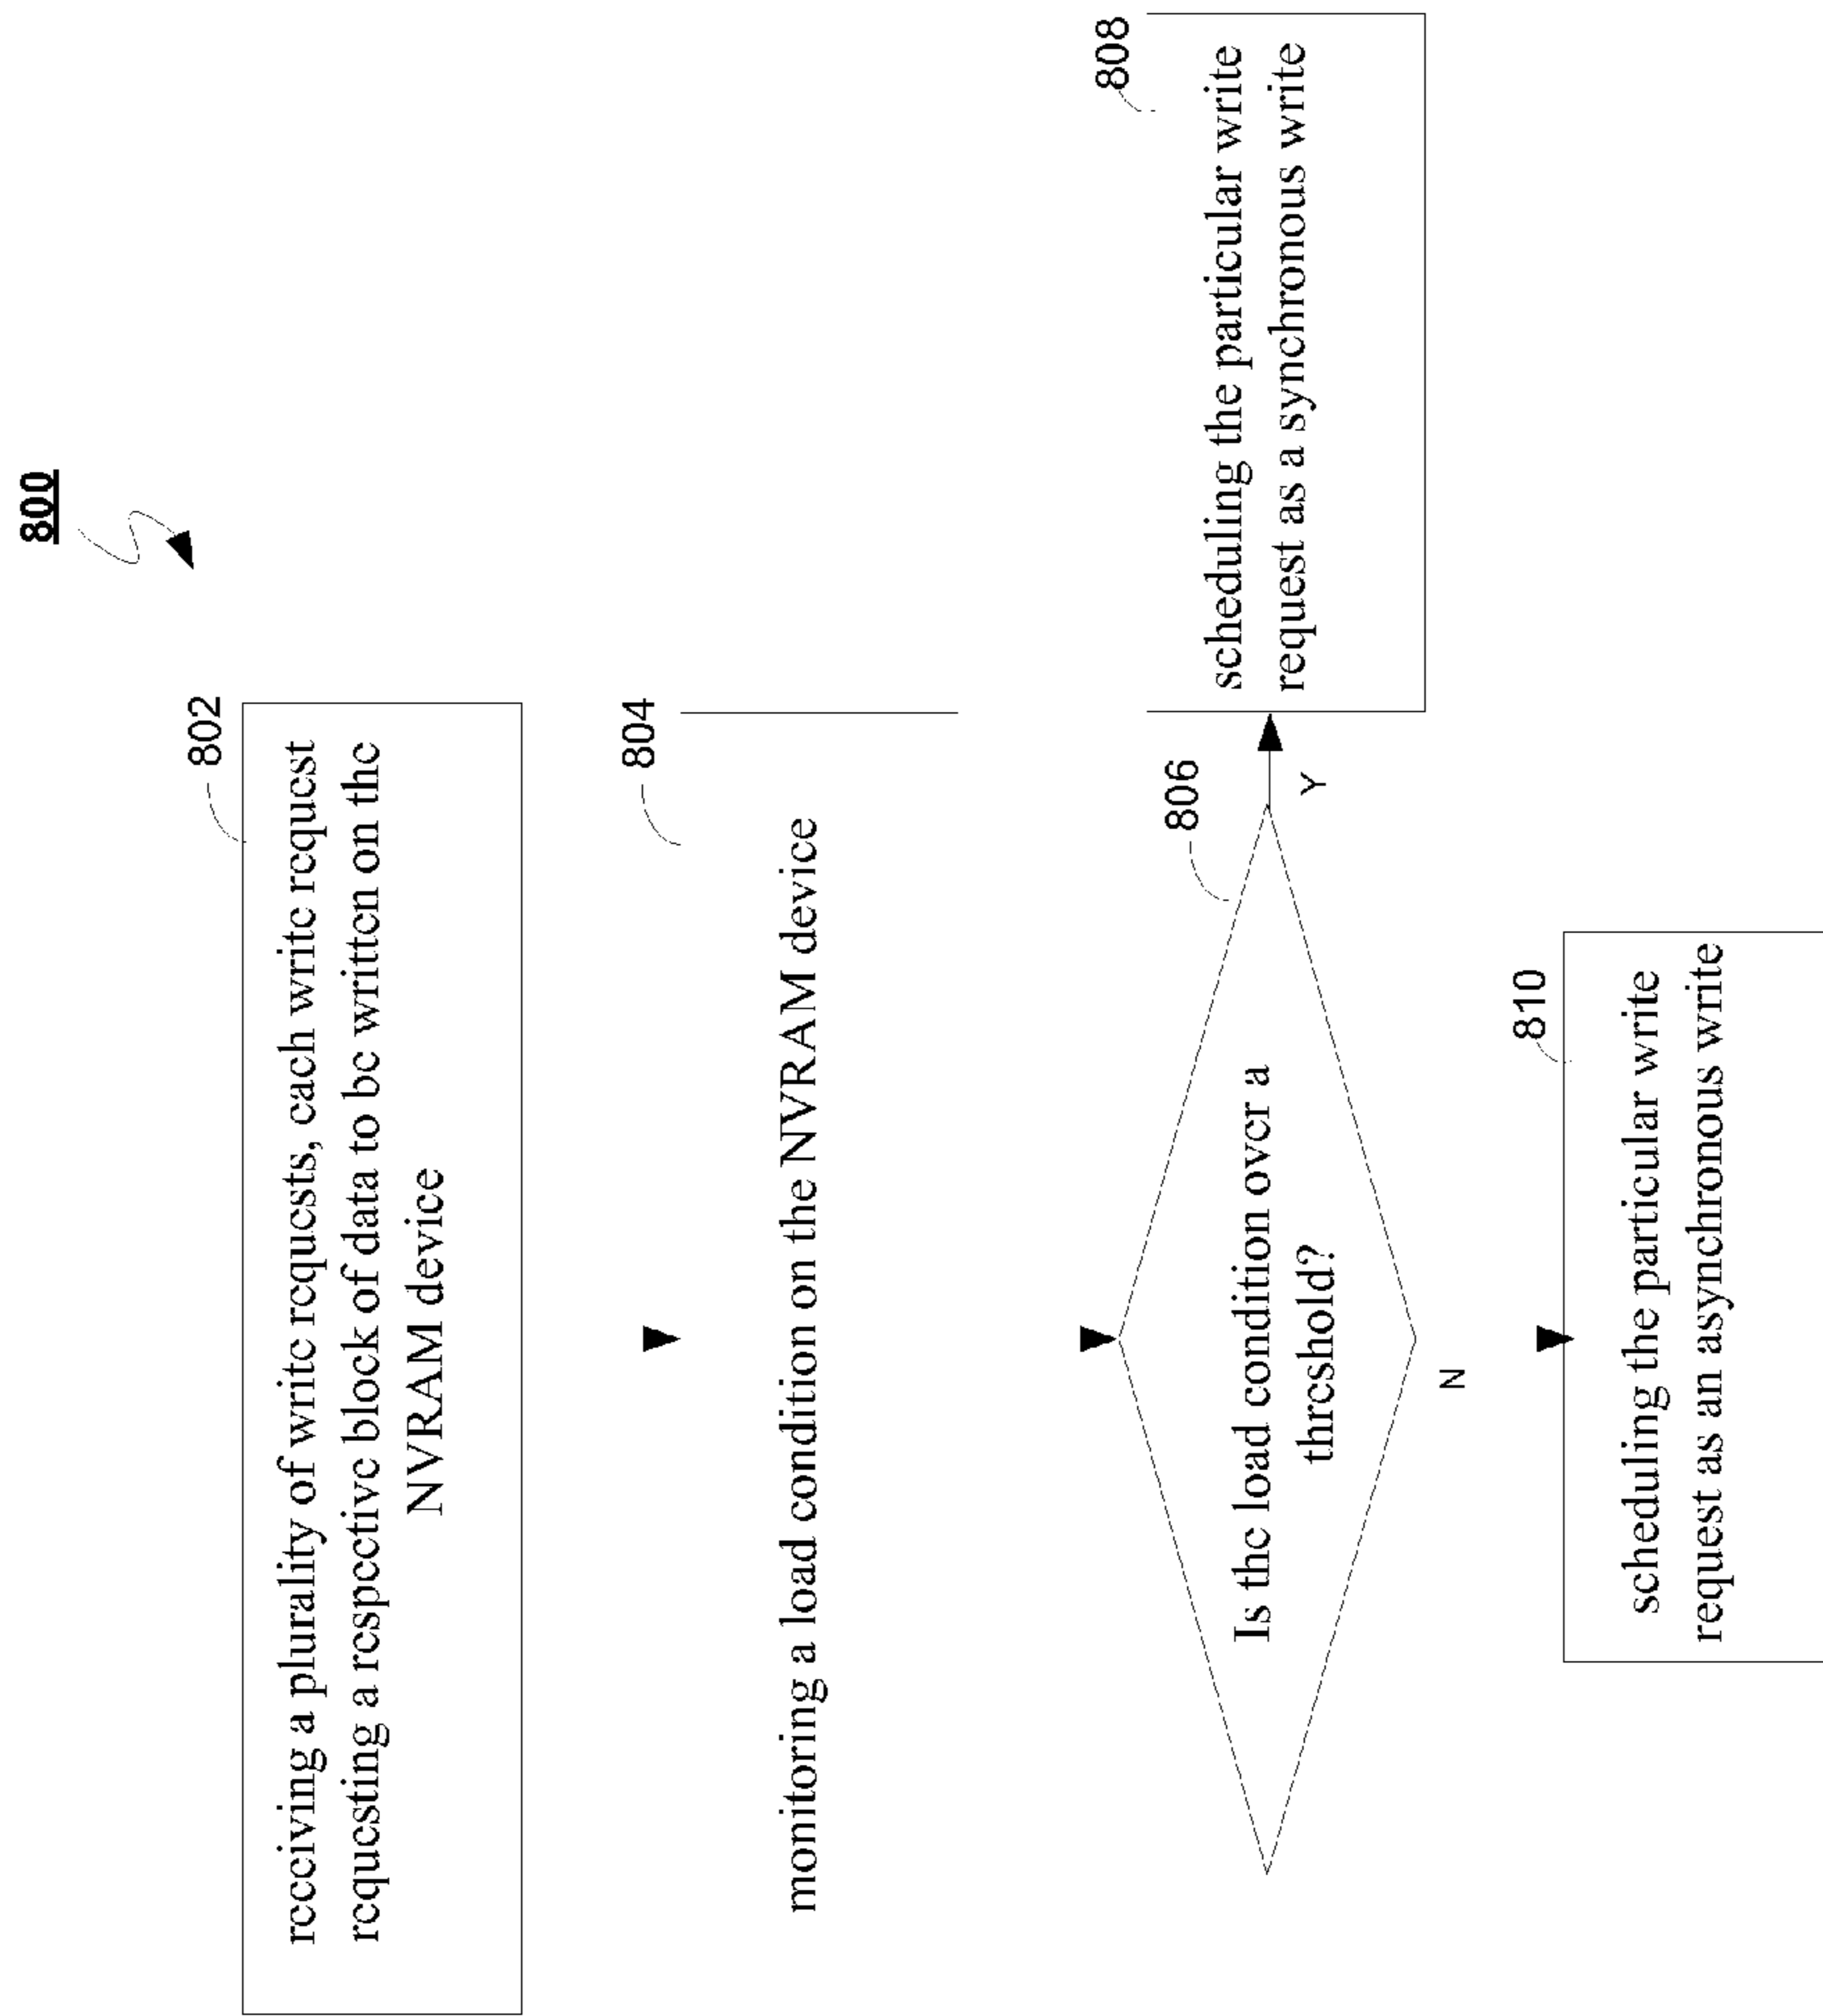 800
802
receiving a plurality of write requests, each write request
requesting a respective block of data to be written on the
NVRAM device
804
monitoring a load condition on the NVRAM device
806
Is the load condition over a
threshold?
Y
808
scheduling the particular write
request as a synchronous write
N
810
scheduling the particular write
request as an asynchronous write